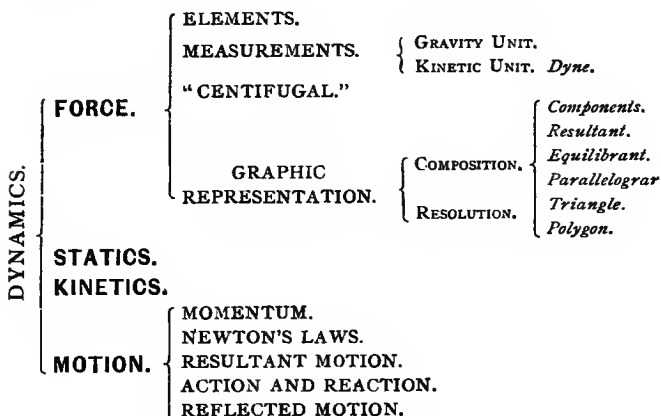 ELEMENTS.
MEASUREMENTS. GRAVITY UNIT.
KINETIC UNIT. Dyne.
"CENTIFUGAL."
FORCE.
GRAPHIC
REPRESENTATION.
COMPOSITION.
RESOLUTION.
Components.
Resultant.
Equilibrant.
Parallelograr
Triangle.
Polygon.
DYNAMICS.
STATICS.
KINETICS.
MOTION.
MOMENTUM.
NEWTON'S LAWS.
RESULTANT MOTION.
ACTION AND REACTION.
REFLECTED MOTION.